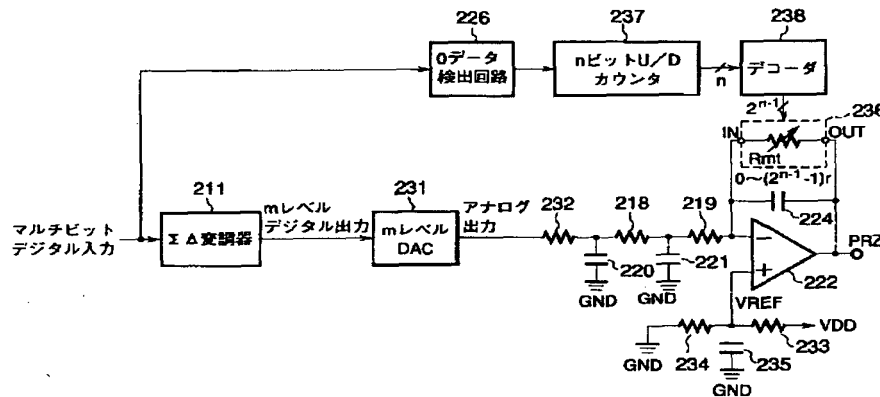 226
237
238
0データ
検出回路
nビットU/D
カウンタ
n
デコーダ
2n-1
236
IN
OUT
Rmt
0～(2n-1-1)r
211
mレベル
デジタル出力
231
アナログ
出力
232
218
219
224
マルチビット
デジタル入力
ΣΔ変調器
mレベル
DAC
−
+
PRZ
220
221
222
GND
GND
VREF
VDD
GND
234
235
233
GND